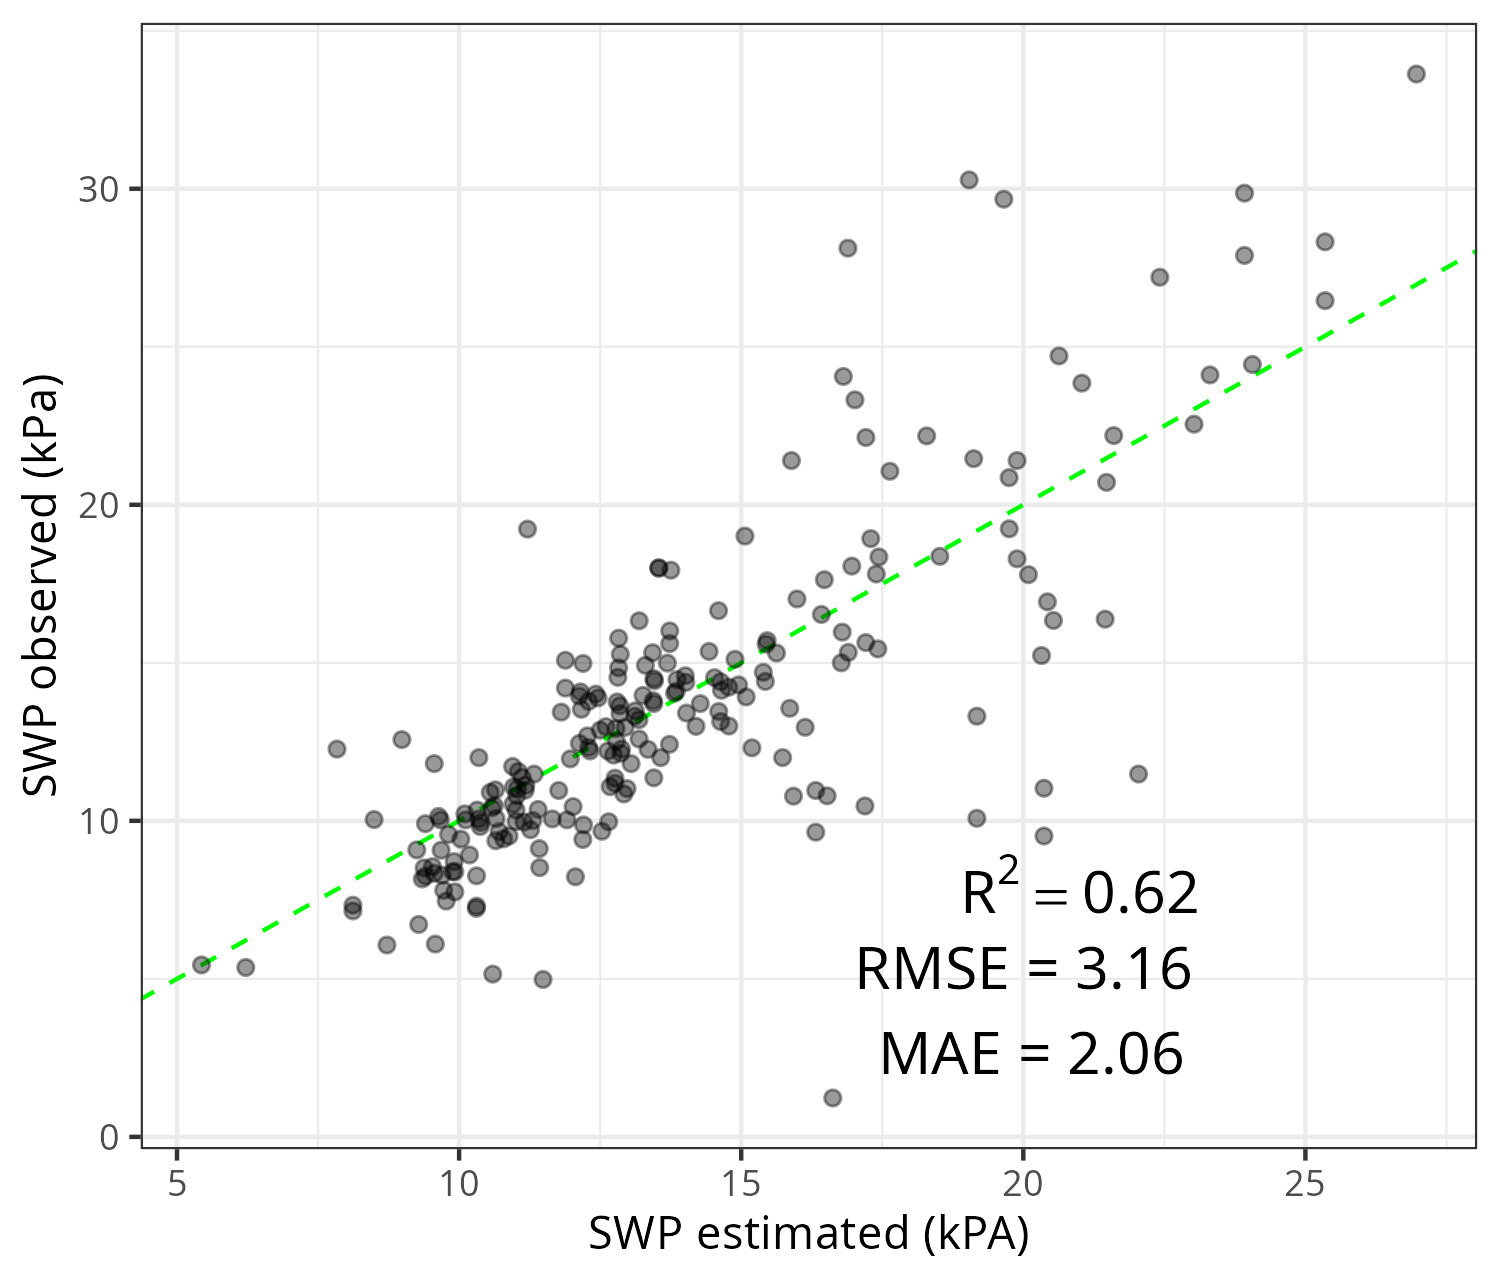 30
20
10
0
SWP observed (kPa)
R² = 0.62
RMSE = 3.16
MAE = 2.06
5 10 15 20 25
SWP estimated (kPA)